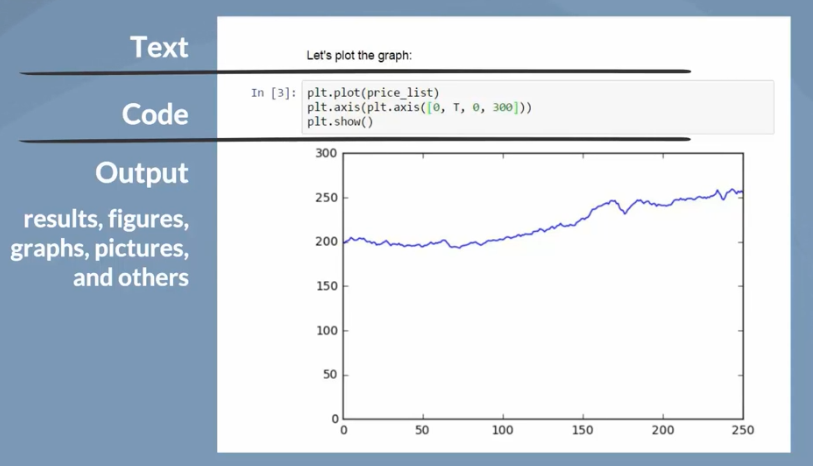 Text
Let's plot the graph:
Code
In [3]:
plt.plot(price_list)
plt.axis(plt.axis([0, T, 0, 300]))
plt.show()
Output
results, figures,
graphs, pictures,
and others
300
250
200
150
100
50
0
0 50 100 150 200 250